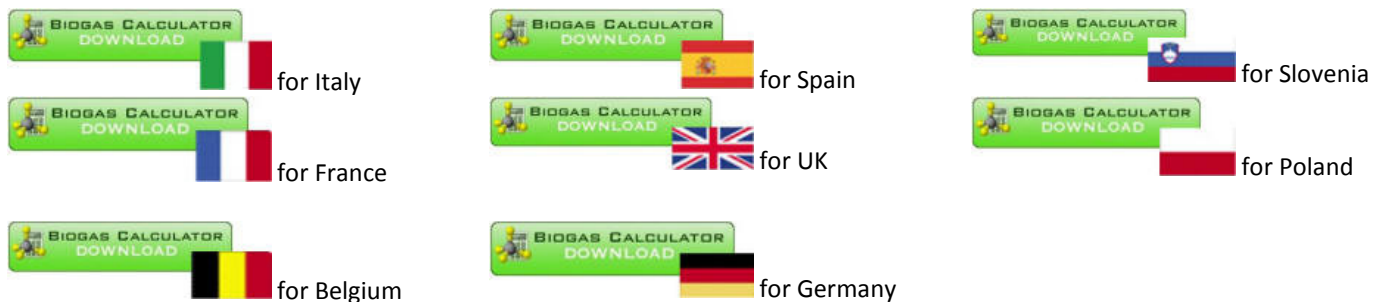 BIOGAS CALCULATOR
DOWNLOAD
for Italy
BIOGAS CALCULATOR
DOWNLOAD
for Spain
BIOGAS CALCULATOR
DOWNLOAD
for Slovenia
BIOGAS CALCULATOR
DOWNLOAD
for France
BIOGAS CALCULATOR
DOWNLOAD
for UK
BIOGAS CALCULATOR
DOWNLOAD
for Poland
BIOGAS CALCULATOR
DOWNLOAD
for Belgium
BIOGAS CALCULATOR
DOWNLOAD
for Germany